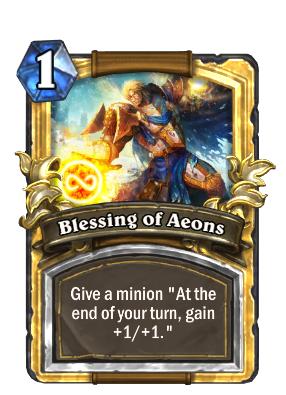 1
Blessing of Aeons
Give a minion "At the
end of your turn, gain
+1/+1."